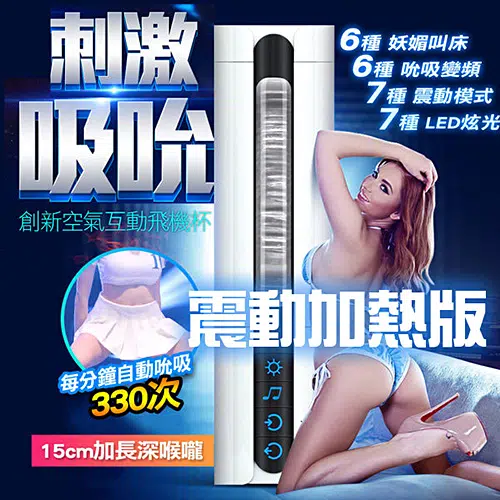 刺激
吸吮
創新空氣互動飛機杯
6種 妖媚叫床
6種 吮吸變頻
7種 震動模式
7種 LED炫光
震動加熱版
每分鐘自動吮吸
330次
15cm加長深喉嚨